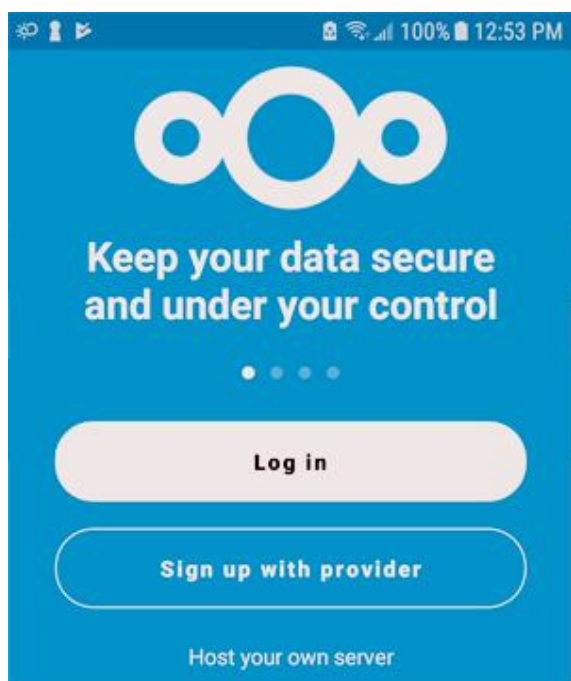 100% 12:53 PM
Keep your data secure
and under your control
Log in
Sign up with provider
Host your own server